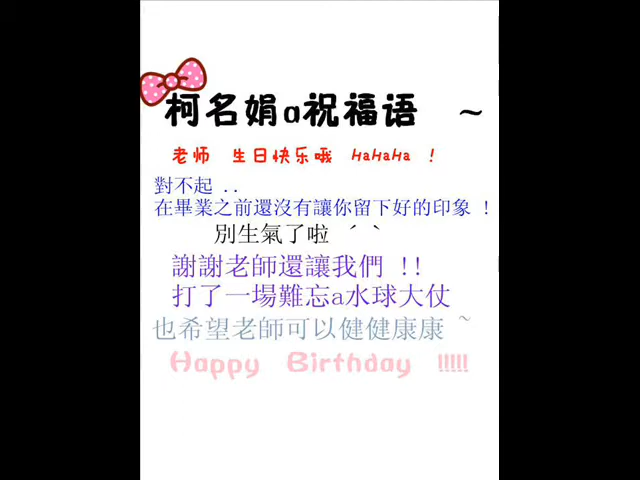 柯名娟a祝福语 ~
老师 生日快乐哦 HaHaHa !
對不起 ..
在畢業之前還沒有讓你留下好的印象 !
別生氣了啦 ˊˋ
謝謝老師還讓我們 !!
打了一場難忘a水球大仗
也希望老師可以健健康康 ~
Happy Birthday !!!!!